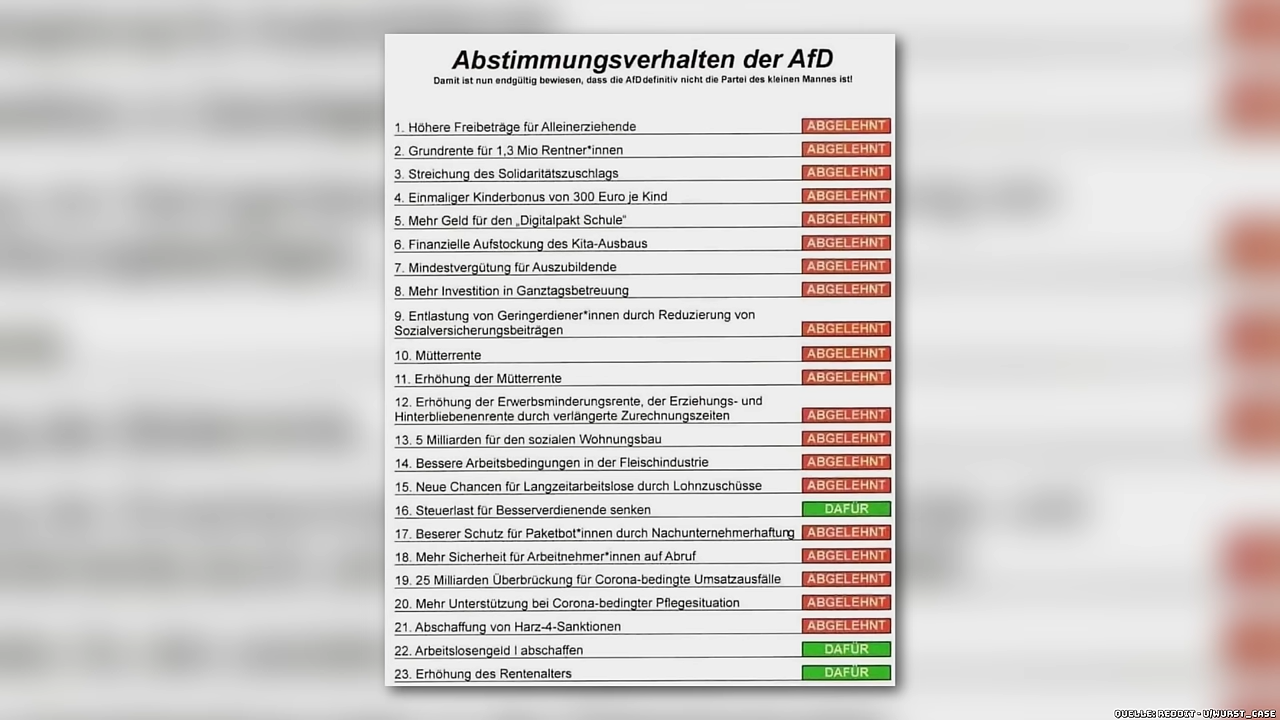 Abstimmungsverhalten der AfD
Damit ist nun endgültig bewiesen, dass die AfD definitiv nicht die Partei des kleinen Mannes ist!
1. Höhere Freibeträge für Alleinerziehende ABGELEHNT
2. Grundrente für 1,3 Mio Rentner*innen ABGELEHNT
3. Streichung des Solidaritätszuschlags ABGELEHNT
4. Einmaliger Kinderbonus von 300 Euro je Kind ABGELEHNT
5. Mehr Geld für den „Digitalpakt Schule“ ABGELEHNT
6. Finanzielle Aufstockung des Kita-Ausbaus ABGELEHNT
7. Mindestvergütung für Auszubildende ABGELEHNT
8. Mehr Investition in Ganztagsbetreuung ABGELEHNT
9. Entlastung von Geringerdiener*innen durch Reduzierung von
Sozialversicherungsbeiträgen ABGELEHNT
10. Mütterrente ABGELEHNT
11. Erhöhung der Mütterrente ABGELEHNT
12. Erhöhung der Erwerbsminderungsrente, der Erziehungs- und
Hinterbliebenenrente durch verlängerte Zurechnungszeiten ABGELEHNT
13. 5 Milliarden für den sozialen Wohnungsbau ABGELEHNT
14. Bessere Arbeitsbedingungen in der Fleischindustrie ABGELEHNT
15. Neue Chancen für Langzeitarbeitslose durch Lohnzuschüsse ABGELEHNT
16. Steuerlast für Besserverdienende senken DAFÜR
17. Beserer Schutz für Paketbot*innen durch Nachunternehmerhaftung ABGELEHNT
18. Mehr Sicherheit für Arbeitnehmer*innen auf Abruf ABGELEHNT
19. 25 Milliarden Überbrückung für Corona-bedingte Umsatzausfälle ABGELEHNT
20. Mehr Unterstützung bei Corona-bedingter Pflegesituation ABGELEHNT
21. Abschaffung von Harz-4-Sanktionen ABGELEHNT
22. Arbeitslosengeld I abschaffen DAFÜR
23. Erhöhung des Rentenalters DAFÜR
QUELLE: REDDIT - U/WURST_CASE